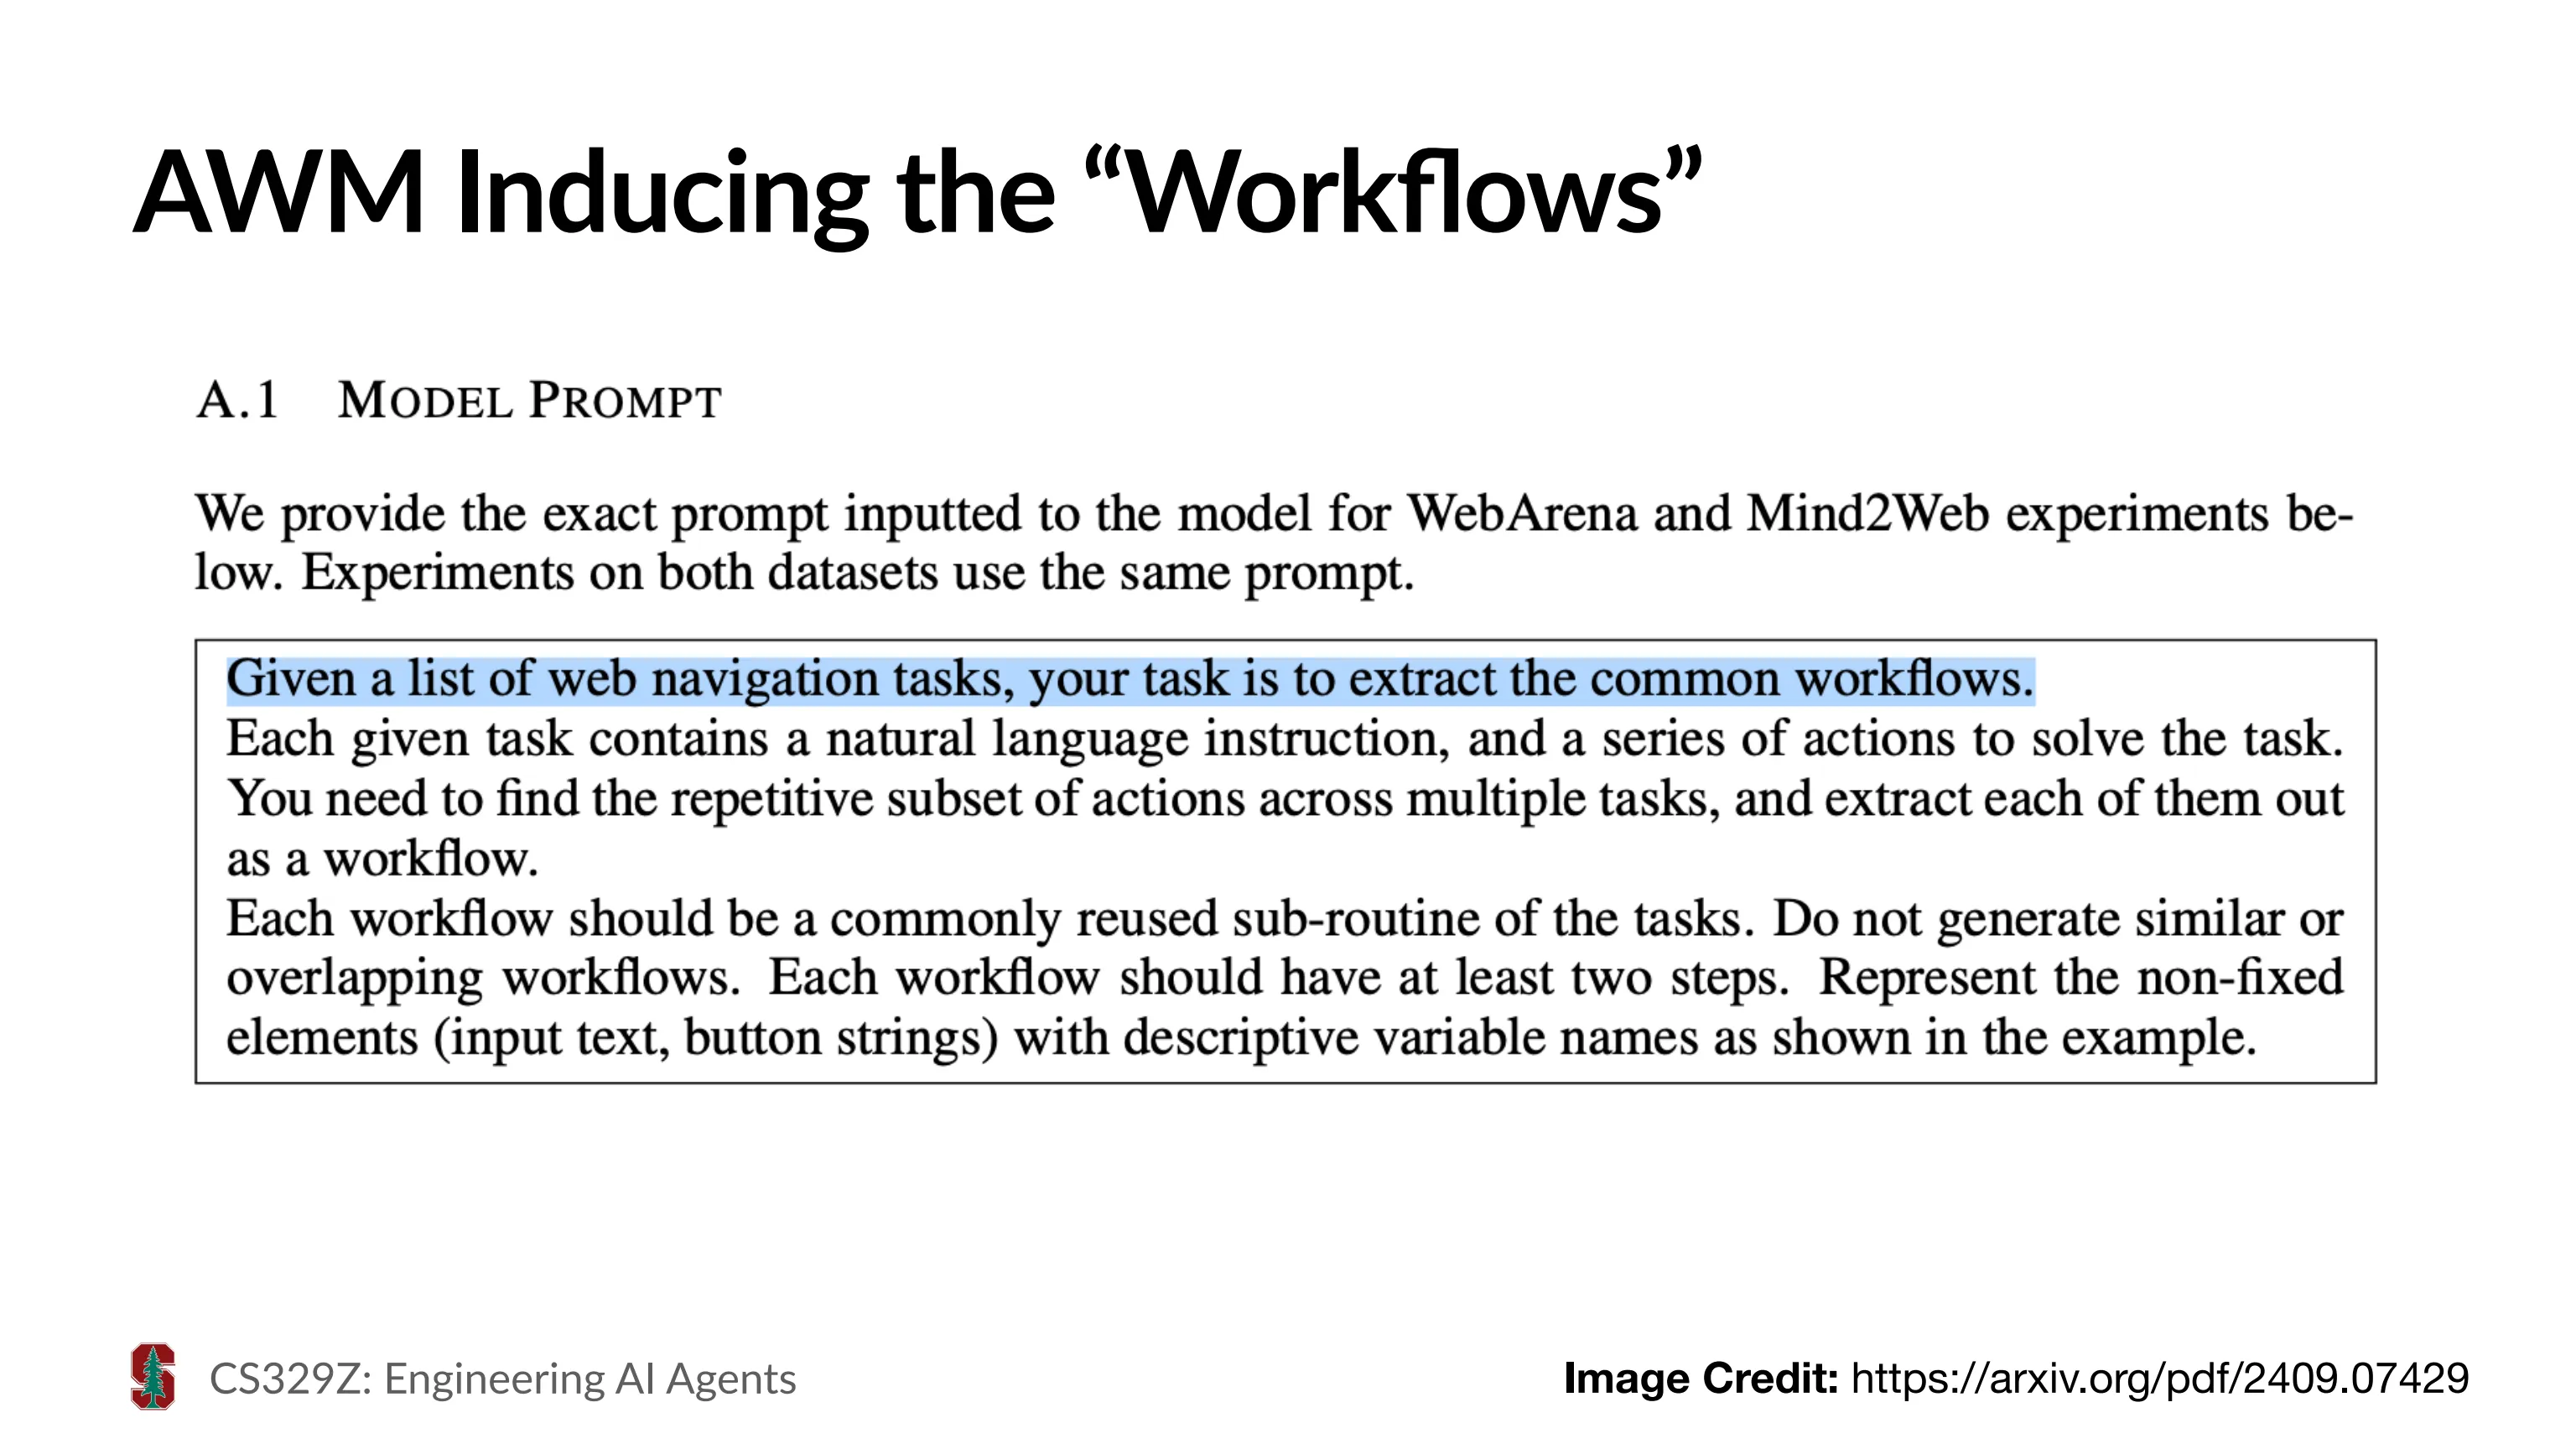 AWM Inducing the “Workflows”
A.1 MODEL PROMPT
We provide the exact prompt inputted to the model for WebArena and Mind2Web experiments be-
low. Experiments on both datasets use the same prompt.
Given a list of web navigation tasks, your task is to extract the common workflows.
Each given task contains a natural language instruction, and a series of actions to solve the task.
You need to find the repetitive subset of actions across multiple tasks, and extract each of them out
as a workflow.
Each workflow should be a commonly reused sub-routine of the tasks. Do not generate similar or
overlapping workflows. Each workflow should have at least two steps. Represent the non-fixed
elements (input text, button strings) with descriptive variable names as shown in the example.
CS329Z: Engineering AI Agents
Image Credit: https://arxiv.org/pdf/2409.07429